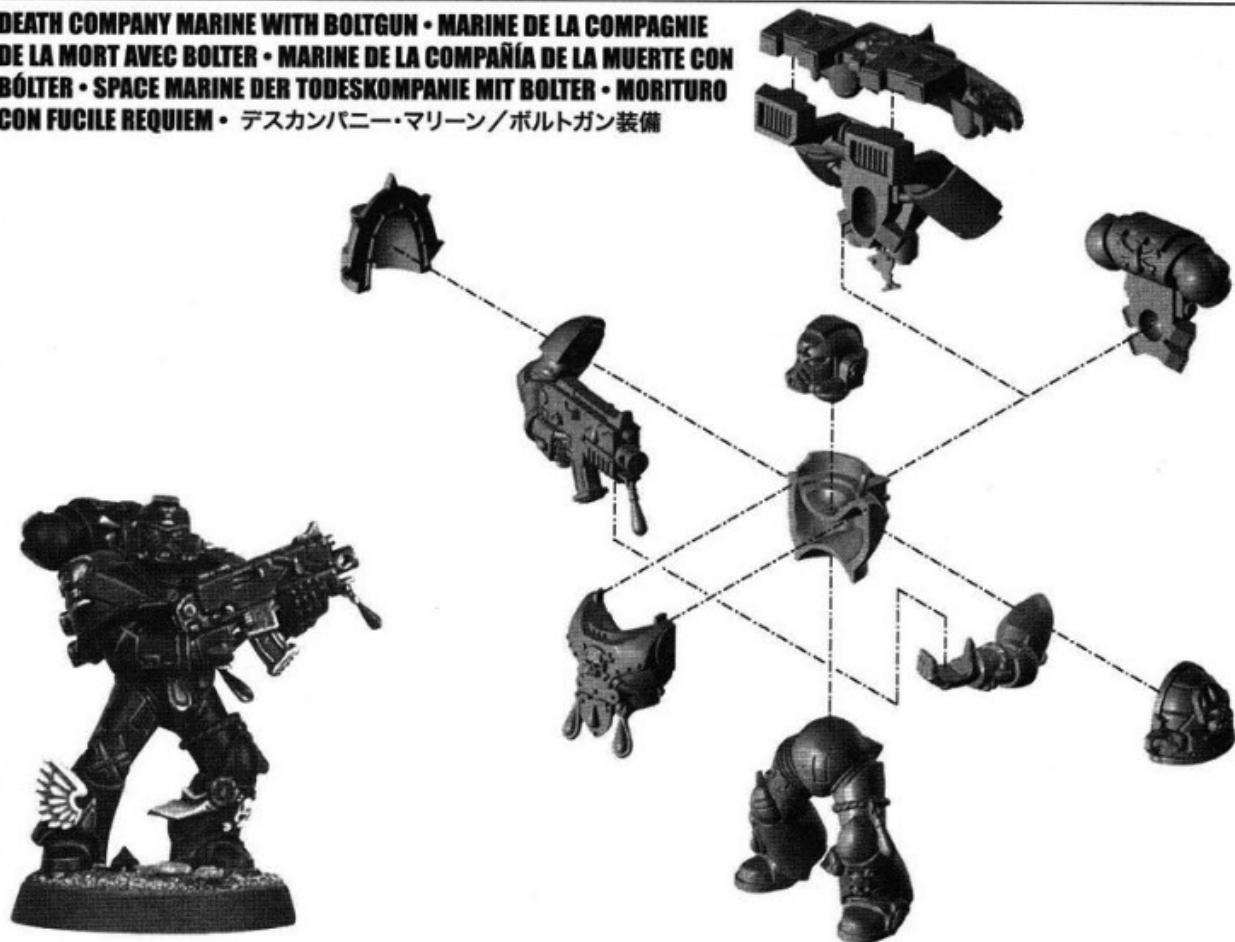 DEATH COMPANY MARINE WITH BOLTGUN • MARINE DE LA COMPAGNIE
DE LA MORT AVEC BOLTER • MARINE DE LA COMPAÑÍA DE LA MUERTE CON
BÓLTER • SPACE MARINE DER TODESKOMPANIE MIT BOLTER • MORITURO
CON FUCILE REQUIEM • デスカンパニー・マリーン／ボルトガン装備